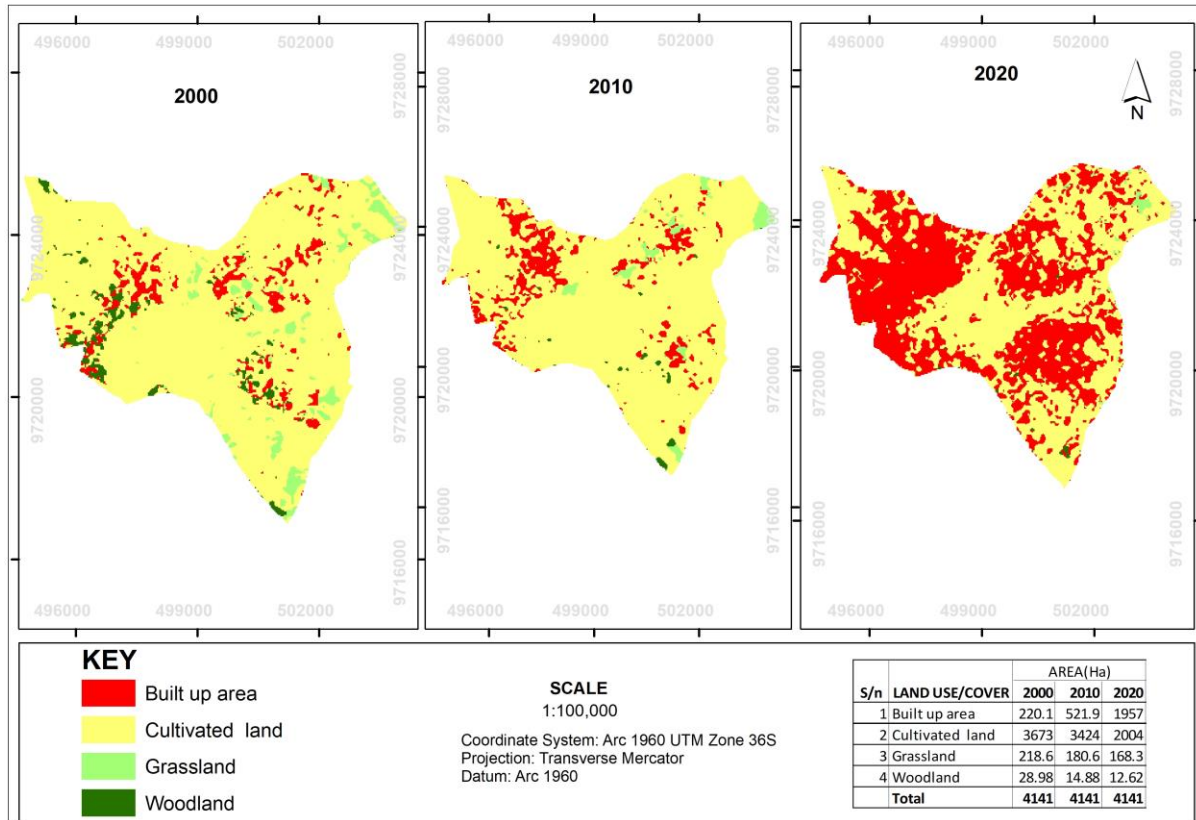 496000 499000 502000
2000
9728000
9724000
9724000
9720000
9720000
9716000
496000 499000 502000
496000 499000 502000
2010
9728000
9724000
9724000
9720000
9720000
9716000
496000 499000 502000
496000 499000 502000
2020
N
9728000
9724000
9724000
9720000
9720000
9716000
496000 499000 502000
KEY
Built up area
Cultivated land
Grassland
Woodland
SCALE
1:100,000
Coordinate System: Arc 1960 UTM Zone 36S
Projection: Transverse Mercator
Datum: Arc 1960
AREA(Ha)
S/n LAND USE/COVER 2000 2010 2020
1 Built up area 220.1 521.9 1957
2 Cultivated land 3673 3424 2004
3 Grassland 218.6 180.6 168.3
4 Woodland 28.98 14.88 12.62
Total 4141 4141 4141